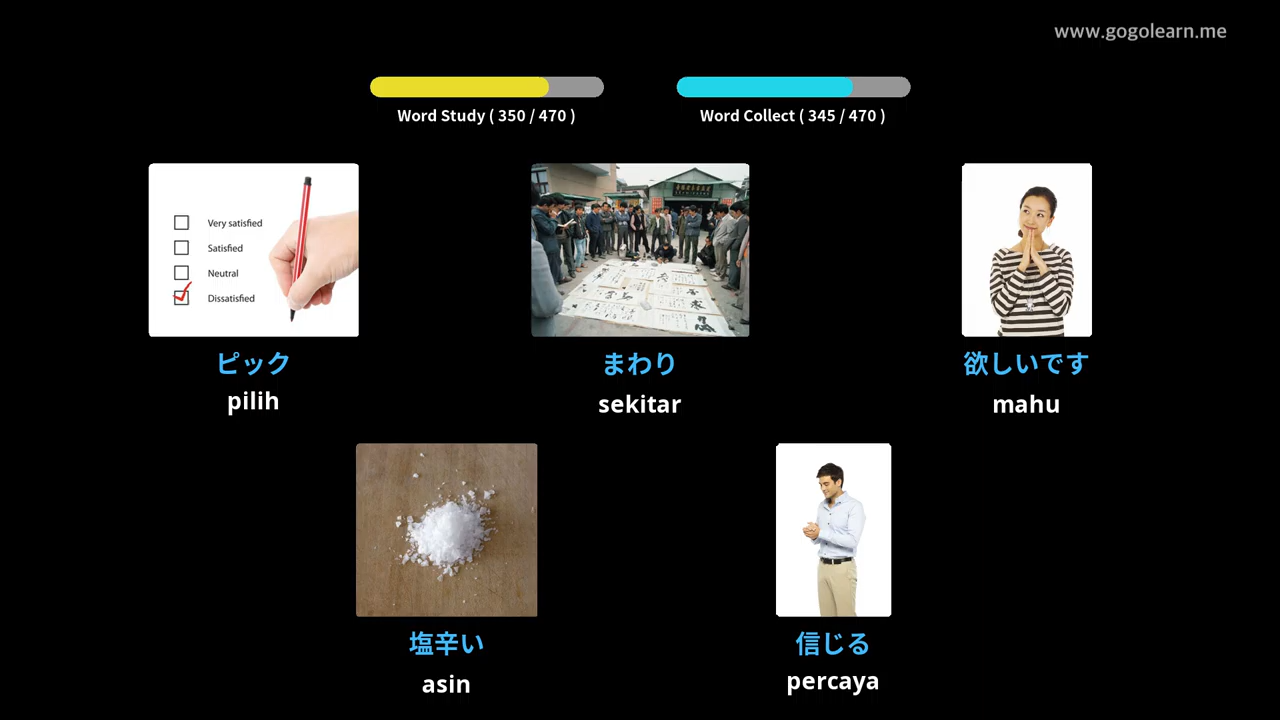 www.gogolearn.me
Word Study ( 350 / 470 )
Word Collect ( 345 / 470 )
Very satisfied
Satisfied
Neutral
Dissatisfied
ピック
pilih
まわり
sekitar
欲しいです
mahu
塩辛い
asin
信じる
percaya